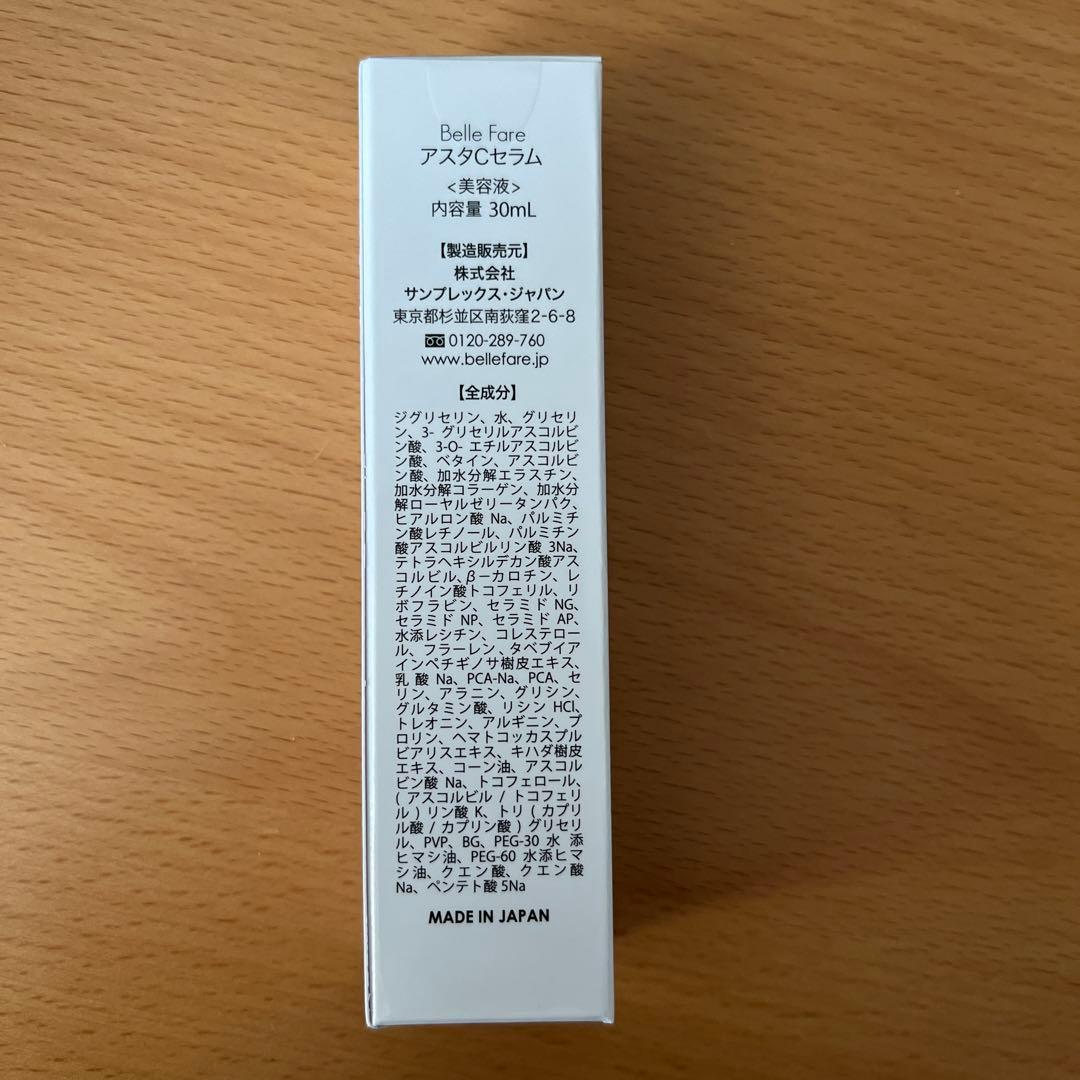 Belle Fare
アスタCセラム
<美容液>
内容量 30mL
【製造販売元】
株式会社
サンプレックス・ジャパン
東京都杉並区南荻窪2-6-8
0120-289-760
www.bellefare.jp
【全成分】
ジグリセリン、水、グリセリ
ン、3- グリセリルアスコルビ
ン酸、3-O- エチルアスコルビ
ン酸、ベタイン、アスコルビ
ン酸、加水分解エラスチン、
加水分解コラーゲン、加水分
解ローヤルゼリータンパク、
ヒアルロン酸 Na、パルミチ
ン酸レチノール、パルミチン
酸アスコルビルリン酸 3Na、
テトラヘキシルデカン酸アス
コルビル、β－カロチン、レ
チノイン酸トコフェリル、リ
ボフラビン、セラミド NG、
セラミド NP、セラミド AP、
水添レシチン、コレステロー
ル、フラーレン、タベブイア
インペチギノサ樹皮エキス、
乳酸 Na、PCA-Na、PCA、セ
リン、アラニン、グリシン、
グルタミン酸、リシン HCl、
トレオニン、アルギニン、プ
ロリン、ヘマトコッカスプル
ビアリスエキス、キハダ樹皮
エキス、コーン油、アスコル
ビン酸 Na、トコフェロール、
( アスコルビル / トコフェリ
ル ) リン酸 K、トリ ( カプリ
ル酸 / カプリン酸 ) グリセリ
ル、PVP、BG、PEG-30 水 添
ヒマシ油、PEG-60 水添ヒマ
シ油、クエン酸、クエン酸
Na、ペンテト酸 5Na
MADE IN JAPAN